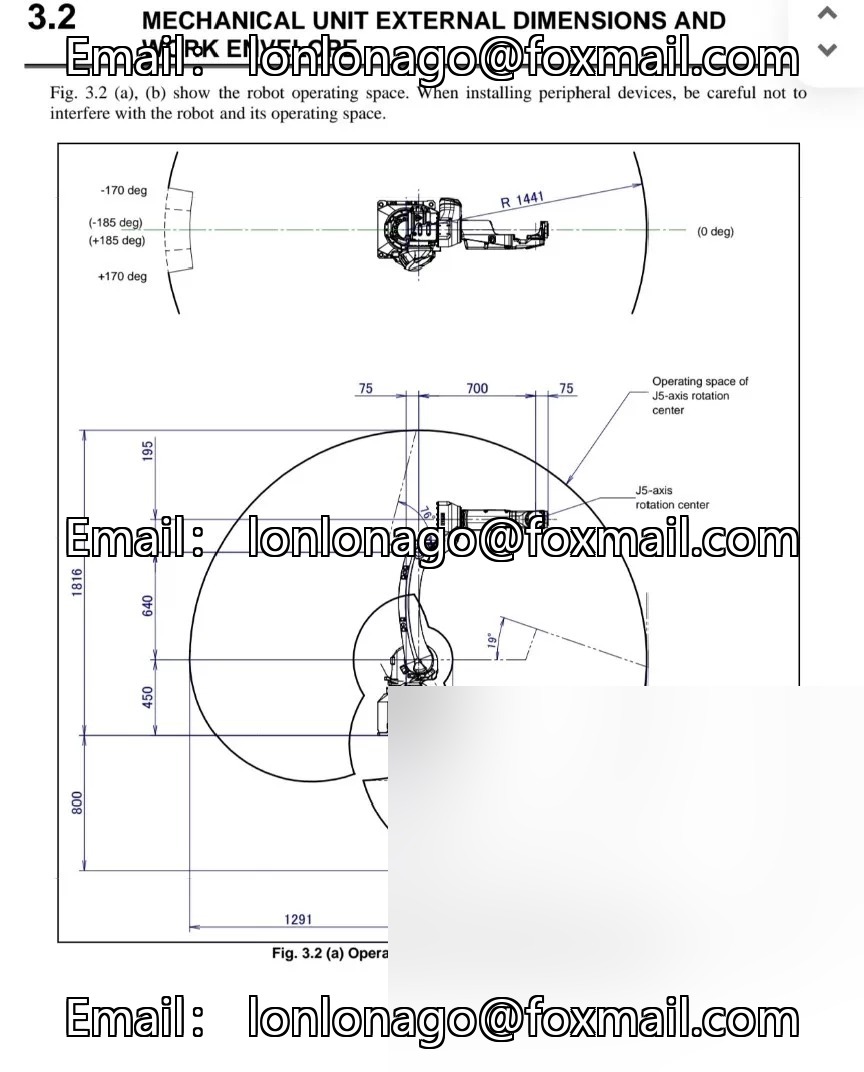 3.2 MECHANICAL UNIT EXTERNAL DIMENSIONS AND
WORK ENVELOPE
Email: lonlonago@foxmail.com
Fig. 3.2 (a), (b) show the robot operating space. When installing peripheral devices, be careful not to
interfere with the robot and its operating space.
-170 deg
R 1441
(-185 deg)
(0 deg)
(+185 deg)
+170 deg
75 700 75
Operating space of
J5-axis rotation
center
195
J5-axis
rotation center
76°
Email: lonlonago@foxmail.com
1816
640
19°
450
800
1291
Fig. 3.2 (a) Opera
Email: lonlonago@foxmail.com